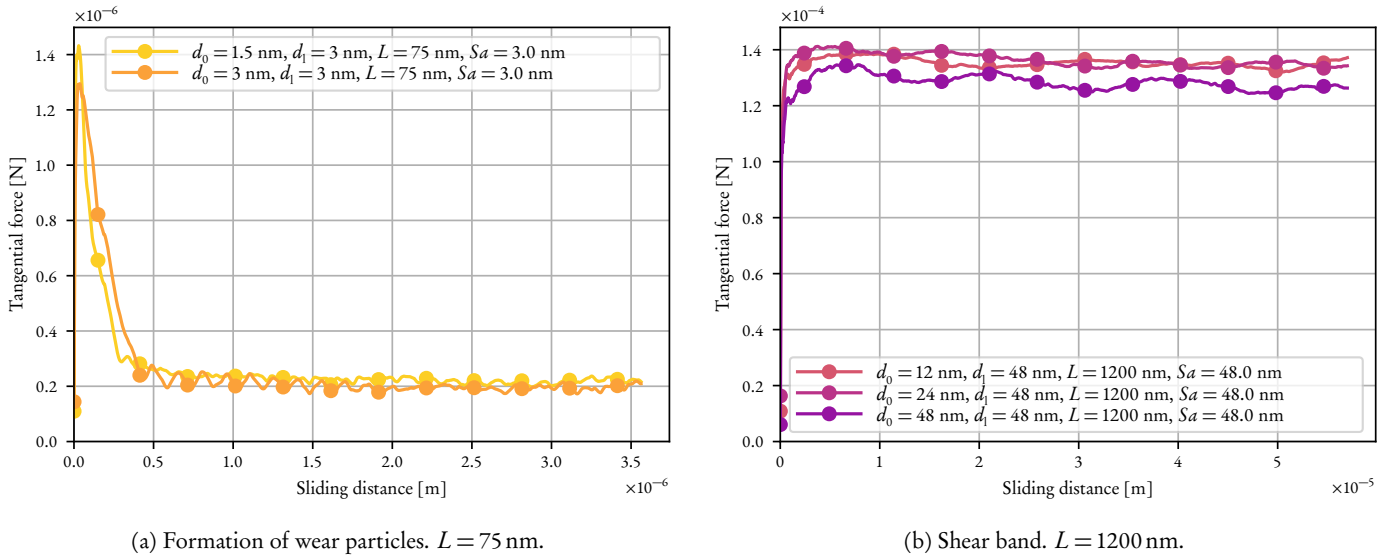 ×10⁻⁶
1.4
1.2
1.0
0.8
0.6
0.4
0.2
0.0
Tangential force [N]
d₀ = 1.5 nm, d₁ = 3 nm, L = 75 nm, Sa = 3.0 nm
d₀ = 3 nm, d₁ = 3 nm, L = 75 nm, Sa = 3.0 nm
0.0 0.5 1.0 1.5 2.0 2.5 3.0 3.5
Sliding distance [m]
×10⁻⁶
(a) Formation of wear particles. L = 75 nm.
×10⁻⁴
1.4
1.2
1.0
0.8
0.6
0.4
0.2
0.0
Tangential force [N]
d₀ = 12 nm, d₁ = 48 nm, L = 1200 nm, Sa = 48.0 nm
d₀ = 24 nm, d₁ = 48 nm, L = 1200 nm, Sa = 48.0 nm
d₀ = 48 nm, d₁ = 48 nm, L = 1200 nm, Sa = 48.0 nm
0 1 2 3 4 5
Sliding distance [m]
×10⁻⁵
(b) Shear band. L = 1200 nm.